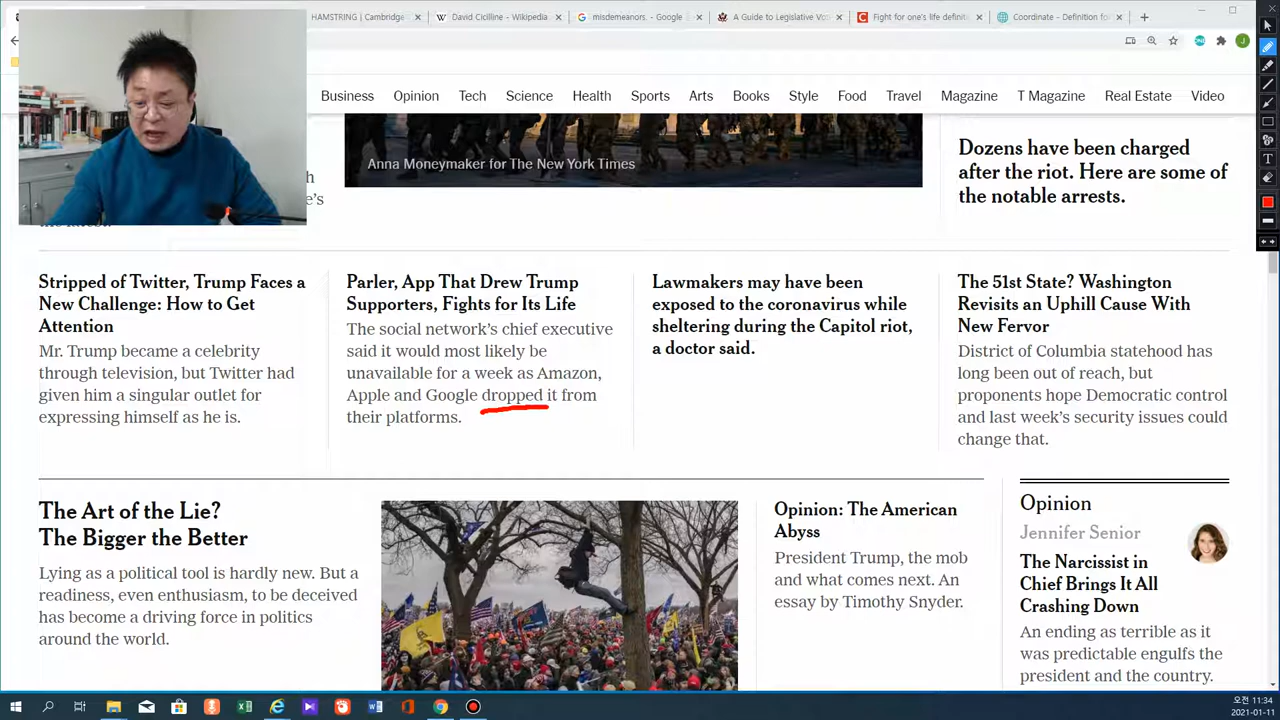 HAMSTRING | Cambridge
David Cicilline - Wikipedia
misdemeanors. - Google
A Guide to Legislative Vo
Fight for one's life definit
Coordinate - Definition fo
J
Business Opinion Tech Science Health Sports Arts Books Style Food Travel Magazine T Magazine Real Estate Video
Anna Moneymaker for The New York Times
Dozens have been charged
after the riot. Here are some of
the notable arrests.
Stripped of Twitter, Trump Faces a
New Challenge: How to Get
Attention
Mr. Trump became a celebrity
through television, but Twitter had
given him a singular outlet for
expressing himself as he is.
Parler, App That Drew Trump
Supporters, Fights for Its Life
The social network's chief executive
said it would most likely be
unavailable for a week as Amazon,
Apple and Google dropped it from
their platforms.
Lawmakers may have been
exposed to the coronavirus while
sheltering during the Capitol riot,
a doctor said.
The 51st State? Washington
Revisits an Uphill Cause With
New Fervor
District of Columbia statehood has
long been out of reach, but
proponents hope Democratic control
and last week's security issues could
change that.
The Art of the Lie?
The Bigger the Better
Lying as a political tool is hardly new. But a
readiness, even enthusiasm, to be deceived
has become a driving force in politics
around the world.
Opinion: The American
Abyss
President Trump, the mob
and what comes next. An
essay by Timothy Snyder.
Opinion
Jennifer Senior
The Narcissist in
Chief Brings It All
Crashing Down
An ending as terrible as it
was predictable engulfs the
president and the country.
오전 11:34
2021-01-11